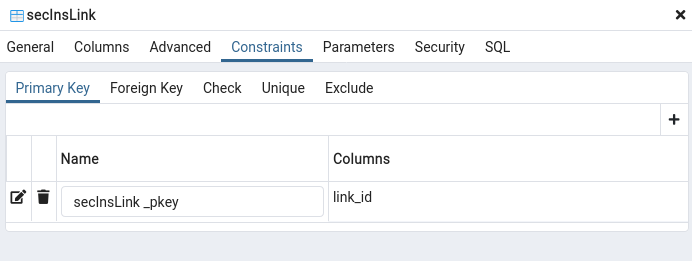 secInsLink
General Columns Advanced Constraints Parameters Security SQL
Primary Key Foreign Key Check Unique Exclude
Name Columns
secInsLink _pkey link_id